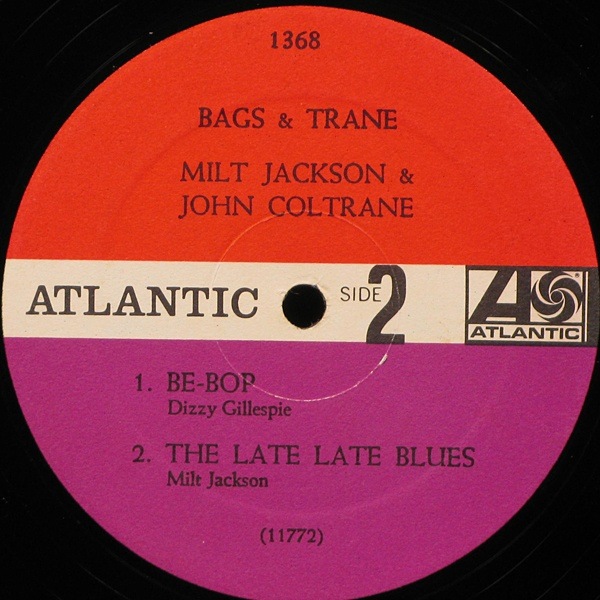 1368
BAGS & TRANE
MILT JACKSON &
JOHN COLTRANE
ATLANTIC
SIDE 2
ATLANTIC
®
1. BE-BOP
Dizzy Gillespie
2. THE LATE LATE BLUES
Milt Jackson
(11772)